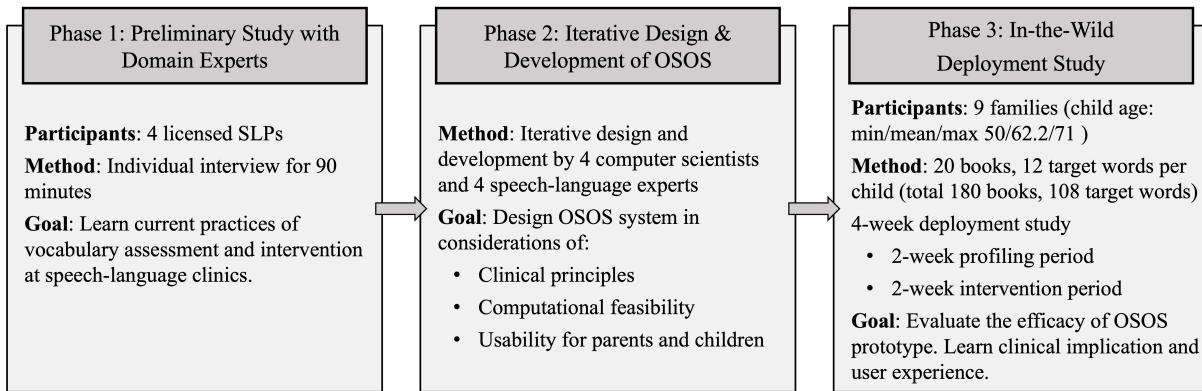 Phase 1: Preliminary Study with
Domain Experts
Participants: 4 licensed SLPs
Method: Individual interview for 90
minutes
Goal: Learn current practices of
vocabulary assessment and intervention
at speech-language clinics.
Phase 2: Iterative Design &
Development of OSOS
Method: Iterative design and
development by 4 computer scientists
and 4 speech-language experts
Goal: Design OSOS system in
considerations of:
• Clinical principles
• Computational feasibility
• Usability for parents and children
Phase 3: In-the-Wild
Deployment Study
Participants: 9 families (child age:
min/mean/max 50/62.2/71 )
Method: 20 books, 12 target words per
child (total 180 books, 108 target words)
4-week deployment study
• 2-week profiling period
• 2-week intervention period
Goal: Evaluate the efficacy of OSOS
prototype. Learn clinical implication and
user experience.